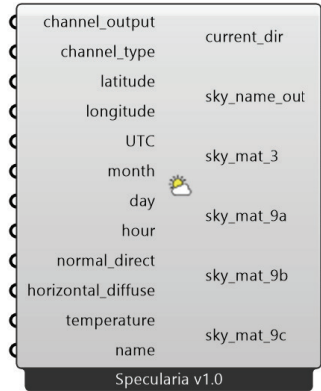 channel_output
channel_type
latitude
longitude
UTC
month
day
hour
normal_direct
horizontal_diffuse
temperature
name
current_dir
sky_name_out
sky_mat_3
sky_mat_9a
sky_mat_9b
sky_mat_9c
Specularia v1.0